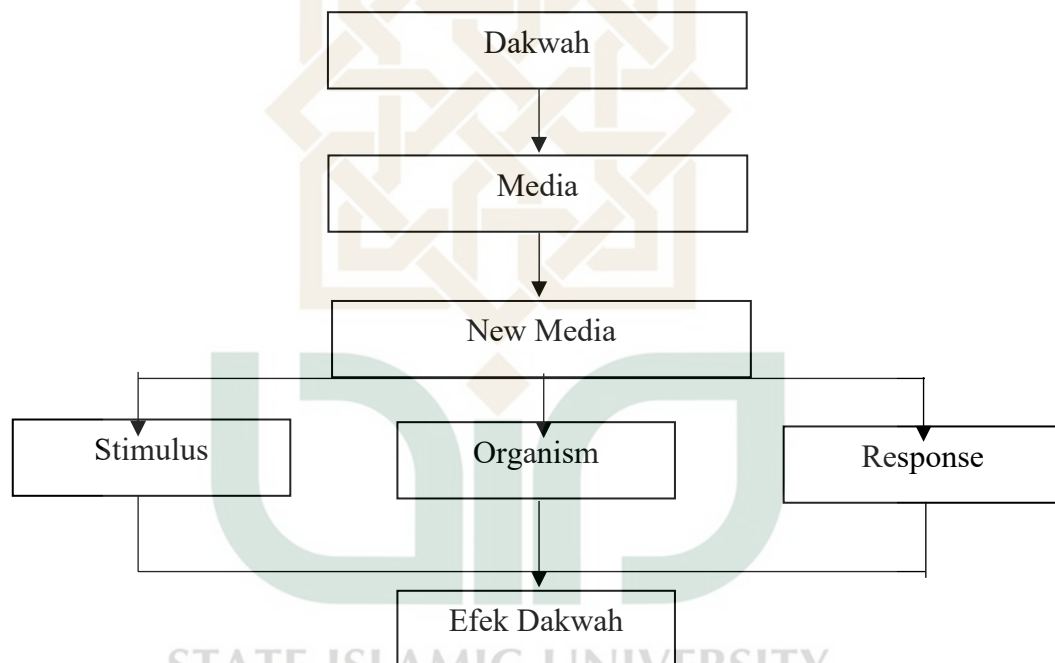 Dakwah
Media
New Media
Stimulus
Organism
Response
Efek Dakwah
STATE ISLAMIC UNIVERSITY